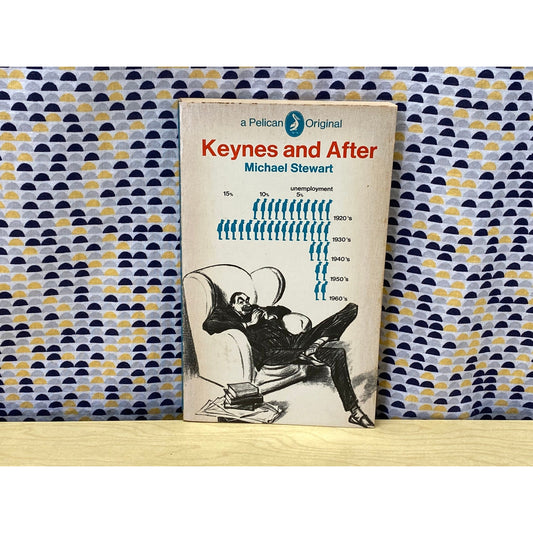 a Pelican Original
Keynes and After
Michael Stewart
unemployment
15% 10% 5%
1920's
1930's
1940's
1950's
1960's